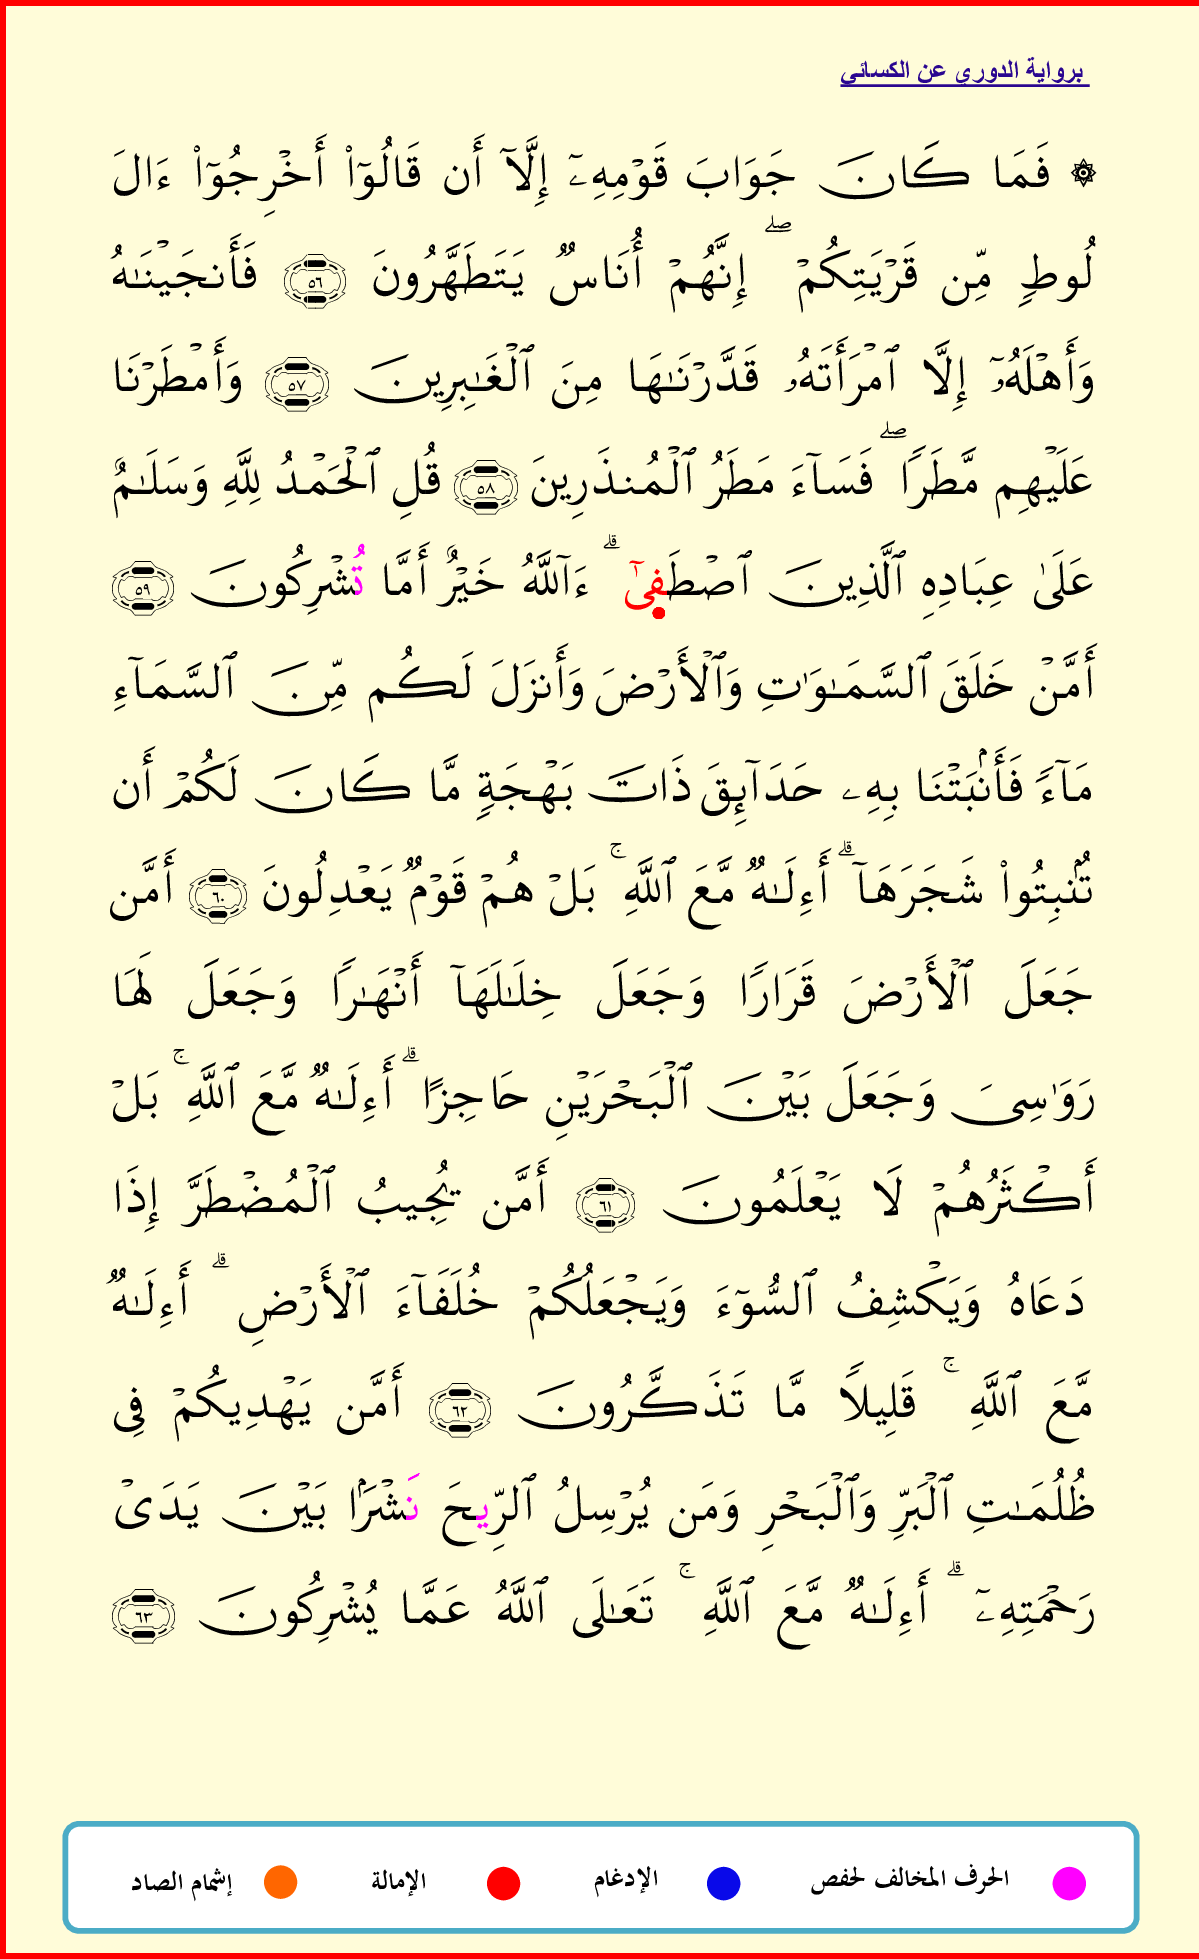 برواية الدوري عن الكسائي
۞ فَمَا كَانَ جَوَابَ قَوْمِهِۦٓ إِلَّآ أَن قَالُوٓا۟ أَخْرِجُوٓا۟ ءَالَ
لُوطٍۢ مِّن قَرْيَتِكُمْ ۖ إِنَّهُمْ أُنَاسٌۭ يَتَطَهَّرُونَ ٥٦ فَأَنجَيْنَٰهُ
وَأَهْلَهُۥٓ إِلَّا ٱمْرَأَتَهُۥ قَدَّرْنَٰهَا مِنَ ٱلْغَٰبِرِينَ ٥٧ وَأَمْطَرْنَا
عَلَيْهِم مَّطَرًۭا ۖ فَسَآءَ مَطَرُ ٱلْمُنذَرِينَ ٥٨ قُلِ ٱلْحَمْدُ لِلَّهِ وَسَلَٰمٌ
عَلَىٰ عِبَادِهِ ٱلَّذِينَ ٱصْطَفِىٓ ۗ ءَآللَّهُ خَيْرٌ أَمَّا تُشْرِكُونَ ٥٩
أَمَّنْ خَلَقَ ٱلسَّمَٰوَٰتِ وَٱلْأَرْضَ وَأَنزَلَ لَكُم مِّنَ ٱلسَّمَآءِ
مَآءًۭ فَأَنۢبَتْنَا بِهِۦ حَدَآئِقَ ذَاتَ بَهْجَةٍۢ مَّا كَانَ لَكُمْ أَن
تُنۢبِتُوا۟ شَجَرَهَآ ۗ أَءِلَٰهٌۭ مَّعَ ٱللَّهِ ۚ بَلْ هُمْ قَوْمٌۭ يَعْدِلُونَ ٦٠ أَمَّن
جَعَلَ ٱلْأَرْضَ قَرَارًۭا وَجَعَلَ خِلَٰلَهَآ أَنْهَٰرًۭا وَجَعَلَ لَهَا
رَوَٰسِىَ وَجَعَلَ بَيْنَ ٱلْبَحْرَيْنِ حَاجِزًا ۗ أَءِلَٰهٌۭ مَّعَ ٱللَّهِ ۚ بَلْ
أَكْثَرُهُمْ لَا يَعْلَمُونَ ٦١ أَمَّن يُجِيبُ ٱلْمُضْطَرَّ إِذَا
دَعَاهُ وَيَكْشِفُ ٱلسُّوٓءَ وَيَجْعَلُكُمْ خُلَفَآءَ ٱلْأَرْضِ ۗ أَءِلَٰهٌۭ
مَّعَ ٱللَّهِ ۚ قَلِيلًۭا مَّا تَذَكَّرُونَ ٦٢ أَمَّن يَهْدِيكُمْ فِى
ظُلُمَٰتِ ٱلْبَرِّ وَٱلْبَحْرِ وَمَن يُرْسِلُ ٱلرِّيحَ نَشْرًۢا بَيْنَ يَدَىْ
رَحْمَتِهِۦٓ ۗ أَءِلَٰهٌۭ مَّعَ ٱللَّهِ ۚ تَعَٰلَى ٱللَّهُ عَمَّا يُشْرِكُونَ ٦٣
الحرف المخالف لحفص الإدغام الإمالة إشمام الصاد